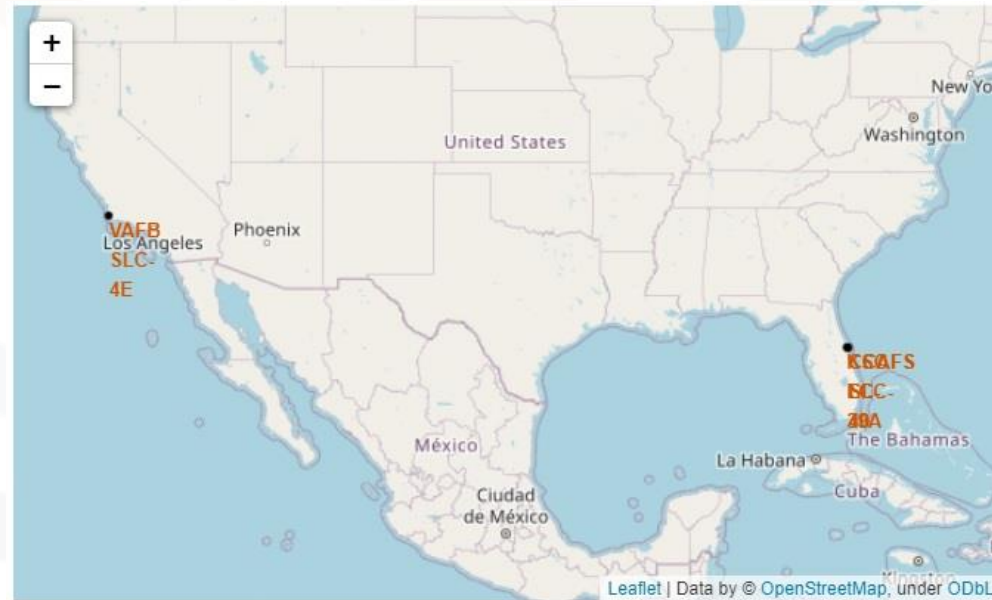 +
−
New Yo
Washington
United States
VAFB
Los Angeles
SLC-
4E
Phoenix
The Bahamas
La Habana
Cuba
México
Ciudad
de México
Kingston
Leaflet | Data by © OpenStreetMap, under ODbL